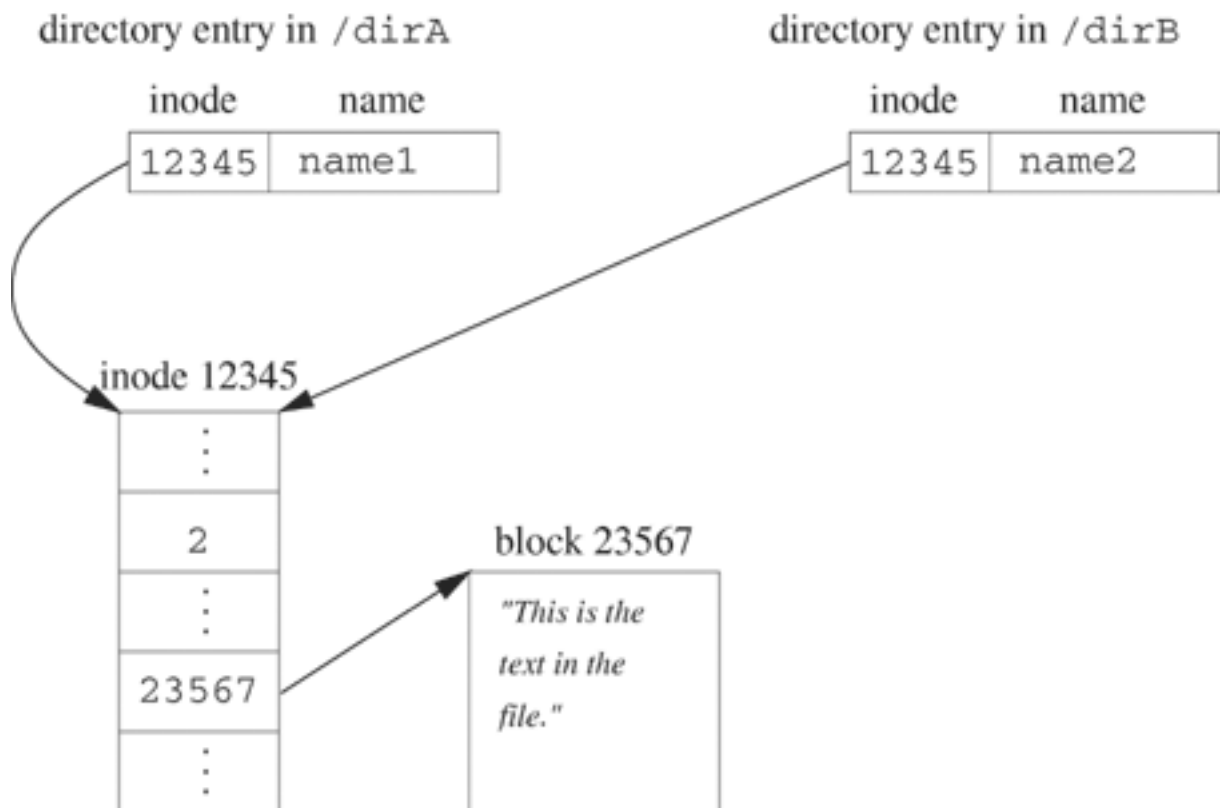 directory entry in /dirA
directory entry in /dirB
inode name
inode name
12345 name1
12345 name2
inode 12345
2
block 23567
"This is the
text in the
file."
23567